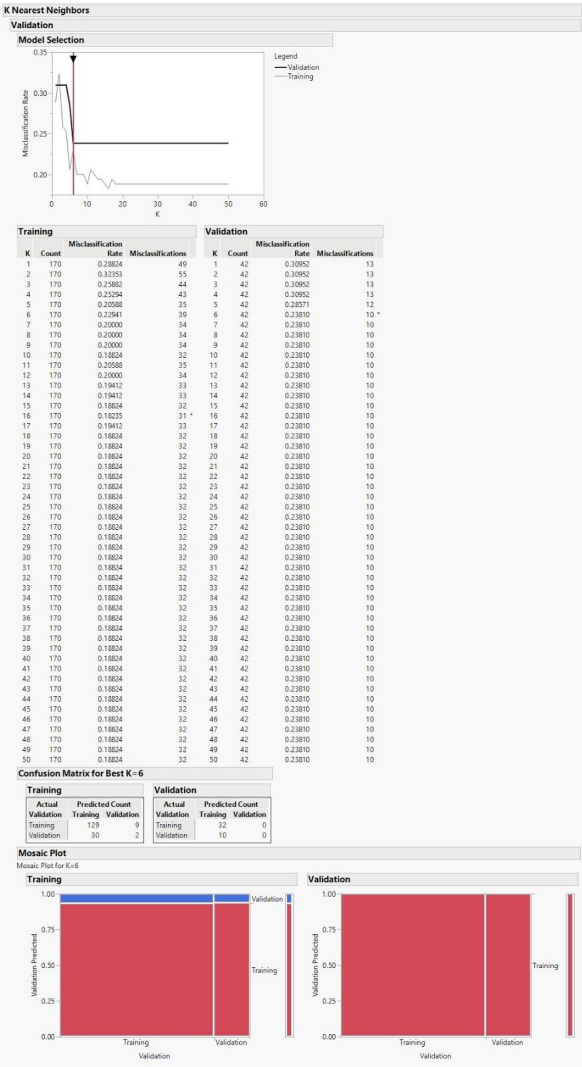 K Nearest Neighbors
Validation
Model Selection
0.35
0.30
0.25
0.20
Misclassification Rate
0 10 20 30 40 50 60
K
Legend
Validation
Training
Training Validation
Misclassification Misclassification
K Count Rate Misclassifications K Count Rate Misclassifications
1 170 0.28824 49 1 42 0.30952 13
2 170 0.32353 55 2 42 0.30952 13
3 170 0.25882 44 3 42 0.30952 13
4 170 0.25294 43 4 42 0.30952 13
5 170 0.20588 35 5 42 0.28571 12
6 170 0.22941 39 6 42 0.23810 10 *
7 170 0.20000 34 7 42 0.23810 10
8 170 0.20000 34 8 42 0.23810 10
9 170 0.20000 34 9 42 0.23810 10
10 170 0.18824 32 10 42 0.23810 10
11 170 0.20588 35 11 42 0.23810 10
12 170 0.20000 34 12 42 0.23810 10
13 170 0.19412 33 13 42 0.23810 10
14 170 0.19412 33 14 42 0.23810 10
15 170 0.18824 32 15 42 0.23810 10
16 170 0.18235 31 * 16 42 0.23810 10
17 170 0.19412 33 17 42 0.23810 10
18 170 0.18824 32 18 42 0.23810 10
19 170 0.18824 32 19 42 0.23810 10
20 170 0.18824 32 20 42 0.23810 10
21 170 0.18824 32 21 42 0.23810 10
22 170 0.18824 32 22 42 0.23810 10
23 170 0.18824 32 23 42 0.23810 10
24 170 0.18824 32 24 42 0.23810 10
25 170 0.18824 32 25 42 0.23810 10
26 170 0.18824 32 26 42 0.23810 10
27 170 0.18824 32 27 42 0.23810 10
28 170 0.18824 32 28 42 0.23810 10
29 170 0.18824 32 29 42 0.23810 10
30 170 0.18824 32 30 42 0.23810 10
31 170 0.18824 32 31 42 0.23810 10
32 170 0.18824 32 32 42 0.23810 10
33 170 0.18824 32 33 42 0.23810 10
34 170 0.18824 32 34 42 0.23810 10
35 170 0.18824 32 35 42 0.23810 10
36 170 0.18824 32 36 42 0.23810 10
37 170 0.18824 32 37 42 0.23810 10
38 170 0.18824 32 38 42 0.23810 10
39 170 0.18824 32 39 42 0.23810 10
40 170 0.18824 32 40 42 0.23810 10
41 170 0.18824 32 41 42 0.23810 10
42 170 0.18824 32 42 42 0.23810 10
43 170 0.18824 32 43 42 0.23810 10
44 170 0.18824 32 44 42 0.23810 10
45 170 0.18824 32 45 42 0.23810 10
46 170 0.18824 32 46 42 0.23810 10
47 170 0.18824 32 47 42 0.23810 10
48 170 0.18824 32 48 42 0.23810 10
49 170 0.18824 32 49 42 0.23810 10
50 170 0.18824 32 50 42 0.23810 10
Confusion Matrix for Best K=6
Training Validation
Actual Predicted Count Actual Predicted Count
Validation Training Validation Validation Training Validation
Training 129 9 Training 32 0
Validation 30 2 Validation 10 0
Mosaic Plot
Mosaic Plot for K=6
Training
1.00
0.75
0.50
0.25
0.00
Validation Predicted
Validation
Training
Training Validation
Validation
Validation
1.00
0.75
0.50
0.25
0.00
Validation Predicted
Training
Training Validation
Validation